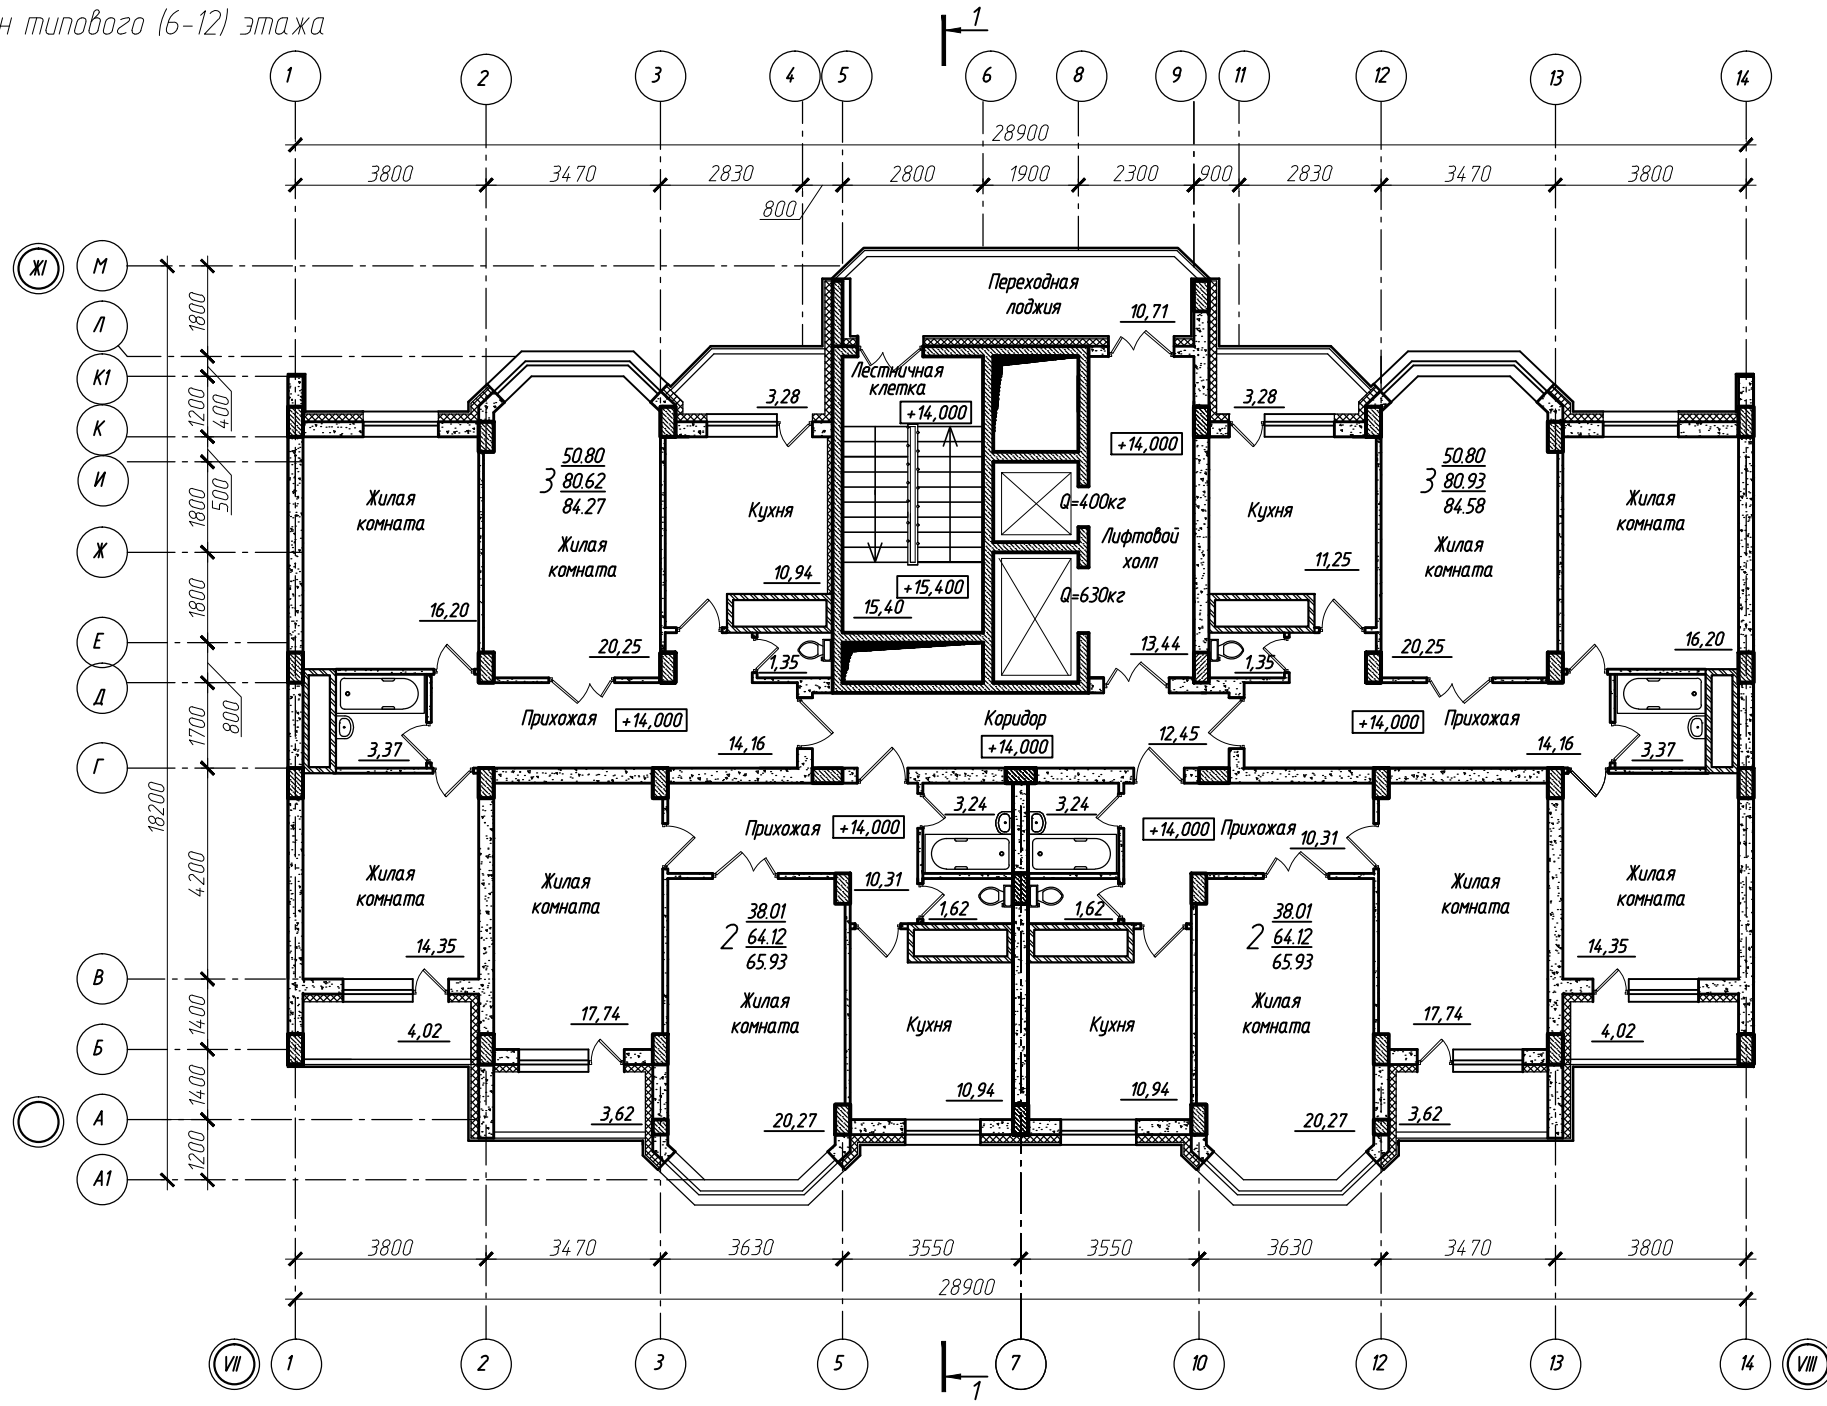 н типового (6-12) этажа
1
1 2 3 4 5 6 8 9 11 12 13 14
28900
3800 3470 2830 2800 1900 2300 900 2830 3470 3800
800
Ж1
М
Л
К1
К
И
Ж
Е
Д
Г
В
Б
А
А1
1800
1200
400
1800
500
1800
1700
800
4200
1400
1400
1200
18200
Переходная
лоджия
10,71
Лестничная
клетка
+14,000
3,28
3,28
+14,000
50.80
3 80.62
84.27
50.80
3 80.93
84.58
Жилая
комната
16,20
Жилая
комната
20,25
Кухня
10,94
+15,400
15,40
Q=400кг
Лифтовой
холл
Q=630кг
13,44
Кухня
11,25
Жилая
комната
20,25
Жилая
комната
16,20
1,35
1,35
3,37
Прихожая
+14,000
14,16
Коридор
+14,000
12,45
+14,000
Прихожая
14,16
3,37
Прихожая
+14,000
3,24
3,24
+14,000
Прихожая
10,31
10,31
1,62
1,62
Жилая
комната
14,35
Жилая
комната
17,74
38.01
2 64.12
65.93
Жилая
комната
20,27
Кухня
10,94
Кухня
10,94
38.01
2 64.12
65.93
Жилая
комната
20,27
Жилая
комната
17,74
Жилая
комната
14,35
4,02
3,62
3,62
4,02
3800 3470 3630 3550 3550 3630 3470 3800
28900
VII 1 2 3 5 7 10 12 13 14 VIII
1